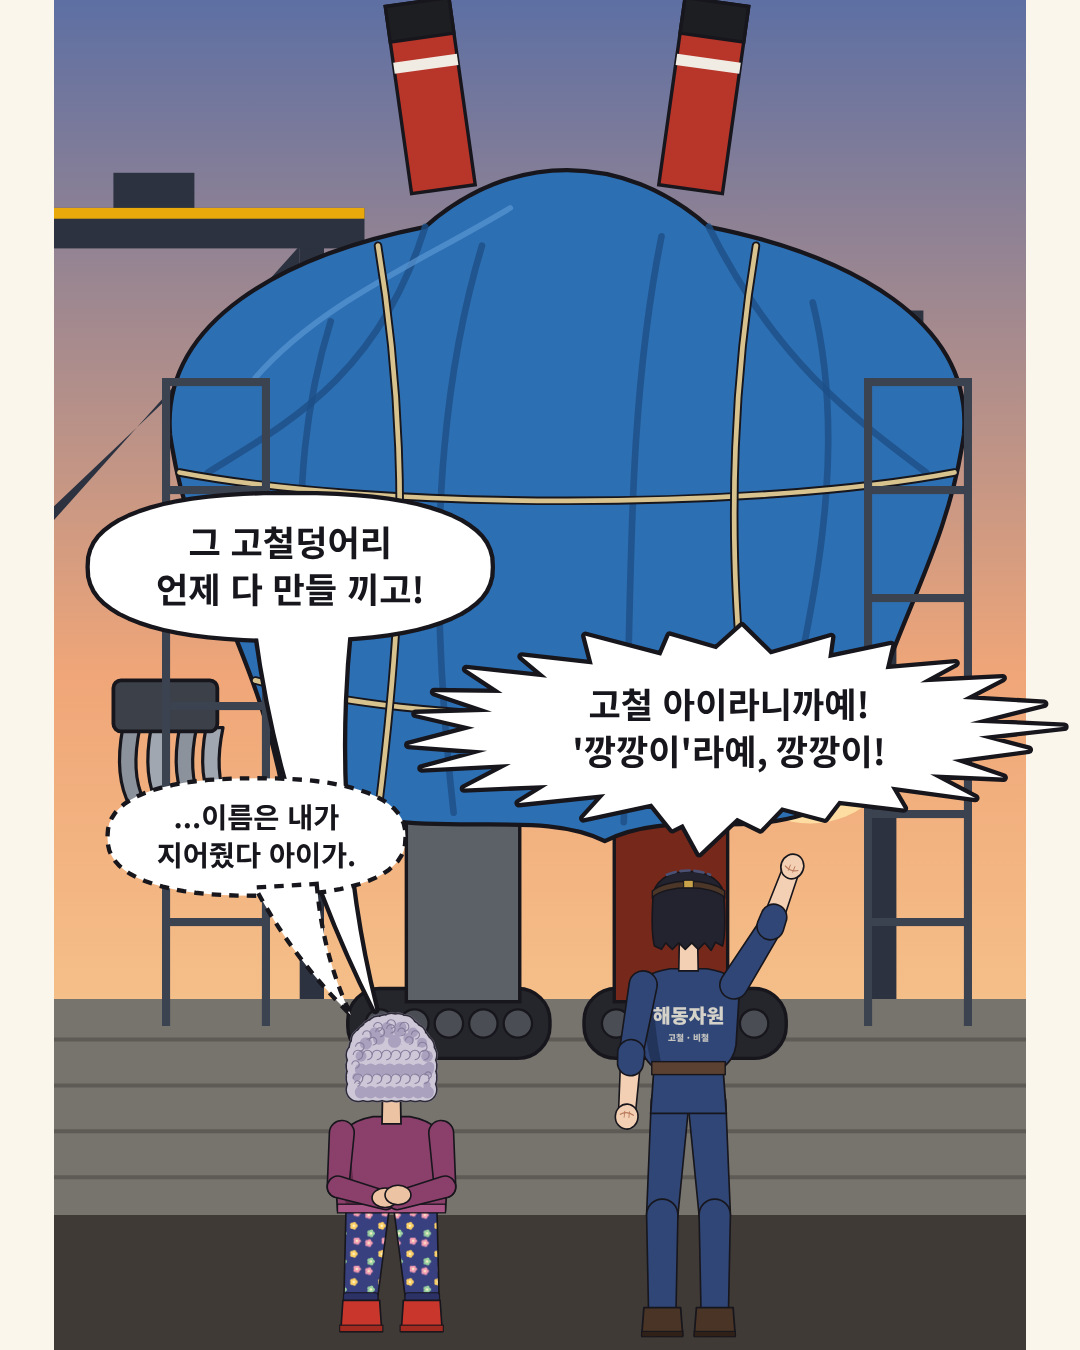 그 고철덩어리
언제 다 만들 끼고!
고철 아이라니까예!
'깡깡이'라예, 깡깡이!
...이름은 내가
지어줬다 아이가.
해동자원
고철·비철